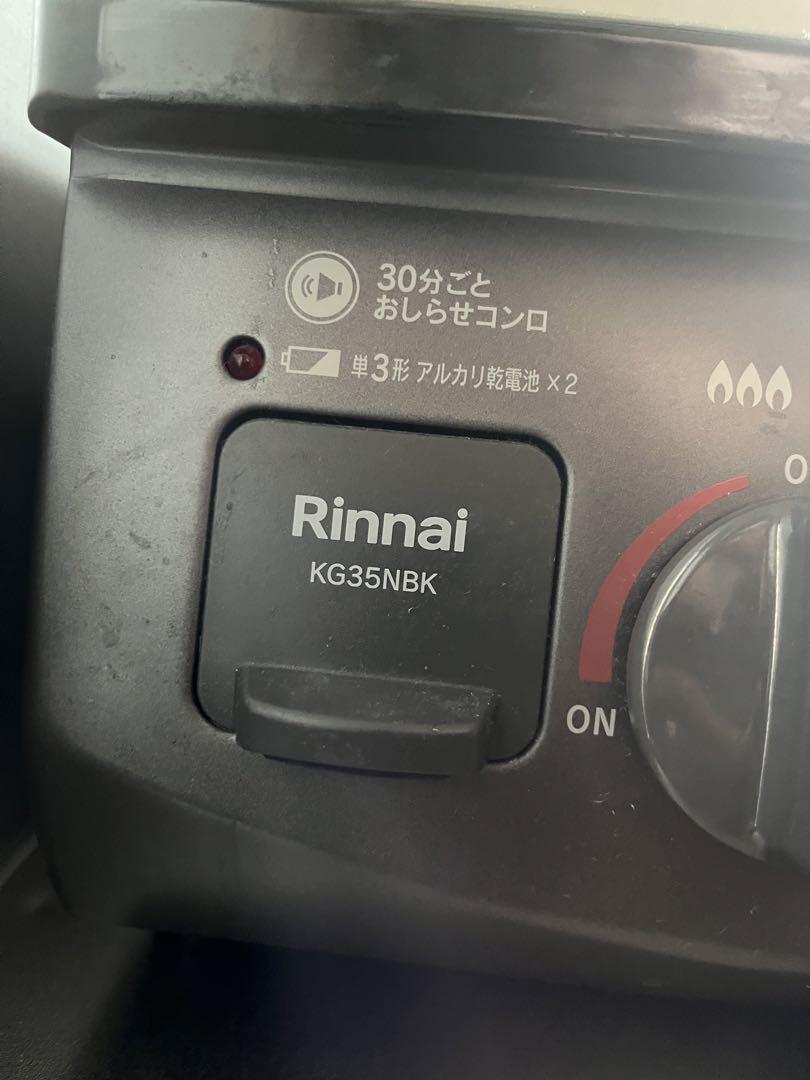 30分ごと
おしらせコンロ
単3形 アルカリ乾電池×2
Rinnai
KG35NBK
ON